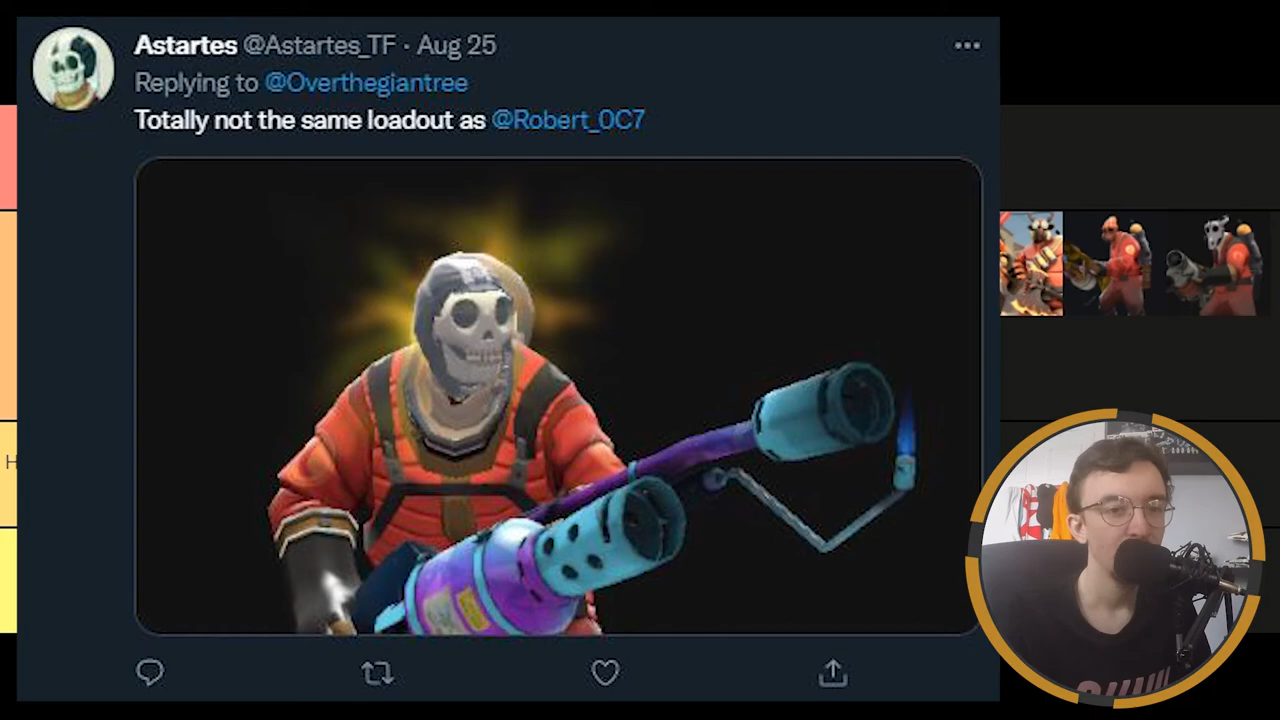 Astartes @Astartes_TF · Aug 25
Replying to @Overthegiantree
Totally not the same loadout as @Robert_0C7
H